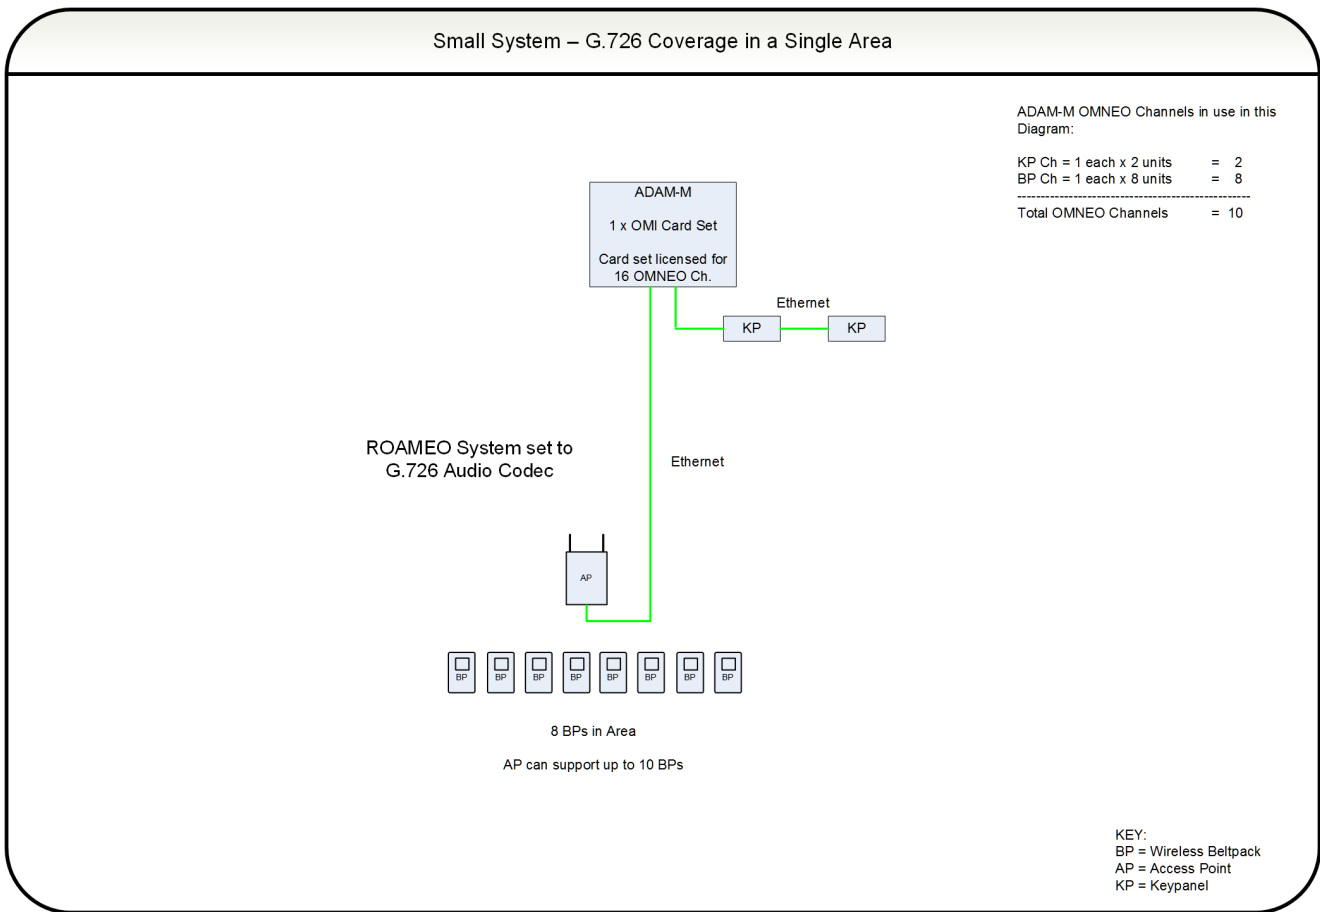 Small System – G.726 Coverage in a Single Area
ADAM-M OMNEO Channels in use in this
Diagram:
KP Ch = 1 each x 2 units = 2
BP Ch = 1 each x 8 units = 8
----------------------------------------------------
Total OMNEO Channels = 10
ADAM-M
1 x OMI Card Set
Card set licensed for
16 OMNEO Ch.
Ethernet
KP
KP
ROAMEO System set to
G.726 Audio Codec
Ethernet
AP
BP BP BP BP BP BP BP BP
8 BPs in Area
AP can support up to 10 BPs
KEY:
BP = Wireless Beltpack
AP = Access Point
KP = Keypanel